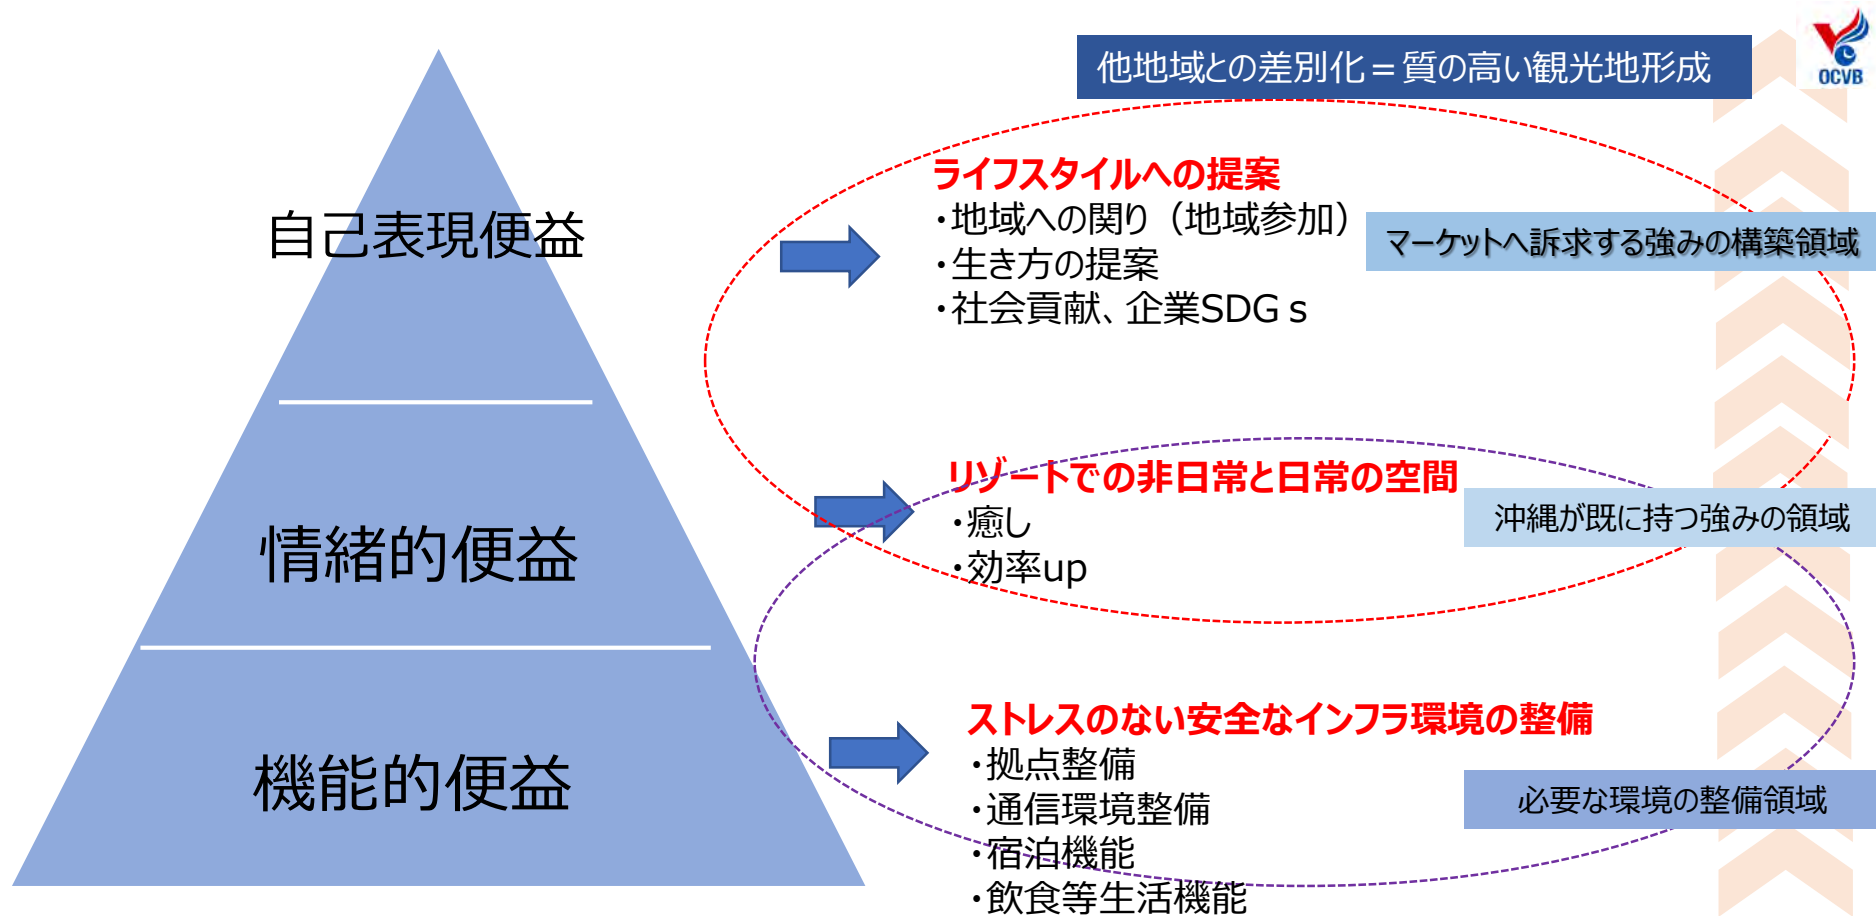 他地域との差別化＝質の高い観光地形成
OCVB
自己表現便益
ライフスタイルへの提案
・地域への関り（地域参加）
・生き方の提案
・社会貢献、企業SDGｓ
マーケットへ訴求する強みの構築領域
情緒的便益
リゾートでの非日常と日常の空間
・癒し
・効率up
沖縄が既に持つ強みの領域
機能的便益
ストレスのない安全なインフラ環境の整備
・拠点整備
・通信環境整備
・宿泊機能
・飲食等生活機能
必要な環境の整備領域